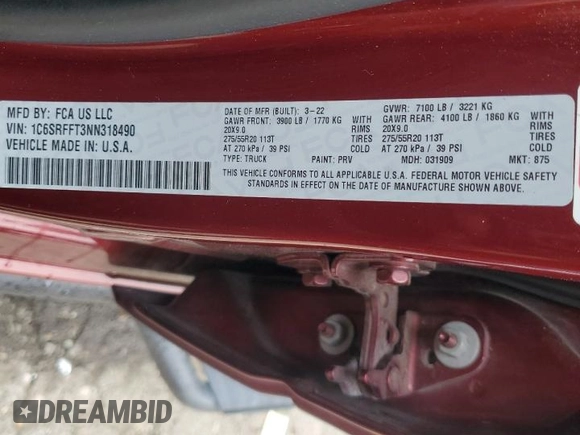 MFD BY: FCA US LLC
VIN: 1C6SRFFT3NN318490
VEHICLE MADE IN: U.S.A.
DATE OF MFR (BUILT): 3-22
GVWR: 7100 LB / 3221 KG
GAWR FRONT: 3900 LB / 1770 KG WITH
GAWR REAR: 4100 LB / 1860 KG WITH
20X9.0 RIMS
20X9.0 RIMS
275/55R20 113T TIRES
275/55R20 113T TIRES
AT 270 kPa / 39 PSI COLD
AT 270 kPa / 39 PSI COLD
TYPE: TRUCK PAINT: PRV MDH: 031909 MKT: 875
THIS VEHICLE CONFORMS TO ALL APPLICABLE U.S.A. FEDERAL MOTOR VEHICLE SAFETY
STANDARDS IN EFFECT ON THE DATE OF MANUFACTURE SHOWN ABOVE.
DREAMBID